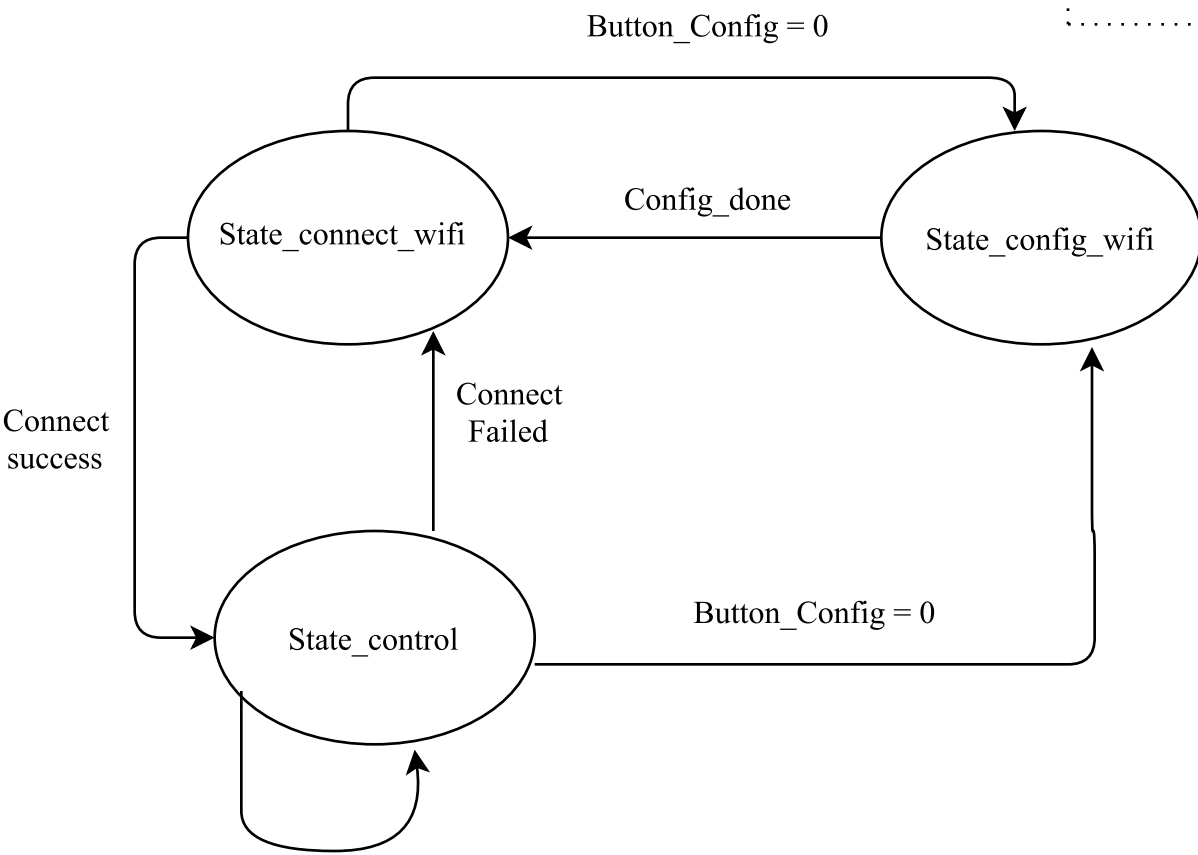 Button_Config = 0
Config_done
State_connect_wifi
State_config_wifi
Connect
Failed
Connect
success
Button_Config = 0
State_control